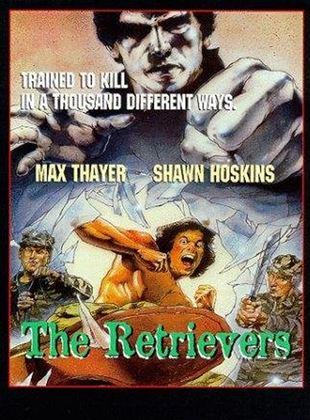 TRAINED TO KILL
IN A THOUSAND DIFFERENT WAYS.
MAX THAYER SHAWN HOSKINS
The Retrievers